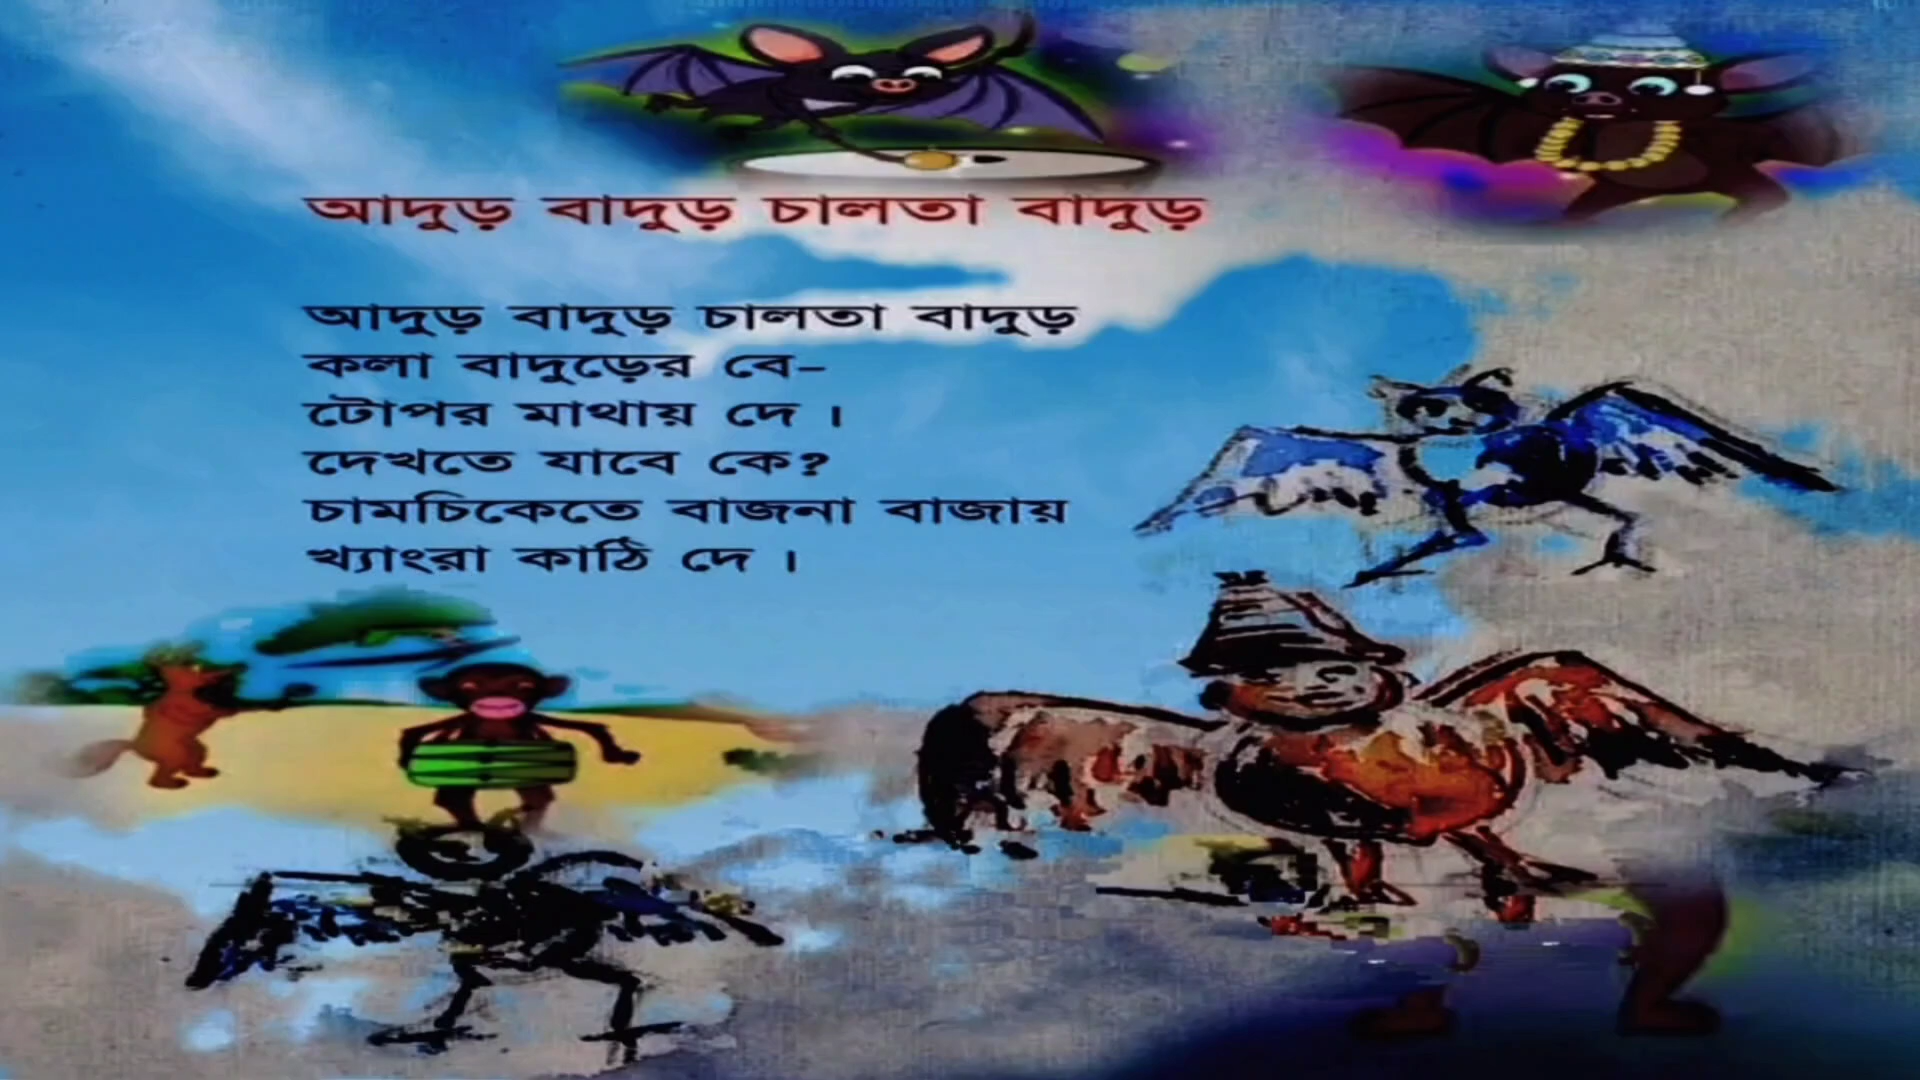 আদুড় বাদুড় চালতা বাদুড়
আদুড় বাদুড় চালতা বাদুড়
কলা বাদুড়ের বে–
টোপর মাথায় দে ।
দেখতে যাবে কে?
চামচিকেতে বাজনা বাজায়
খ্যাংরা কাঠি দে ।